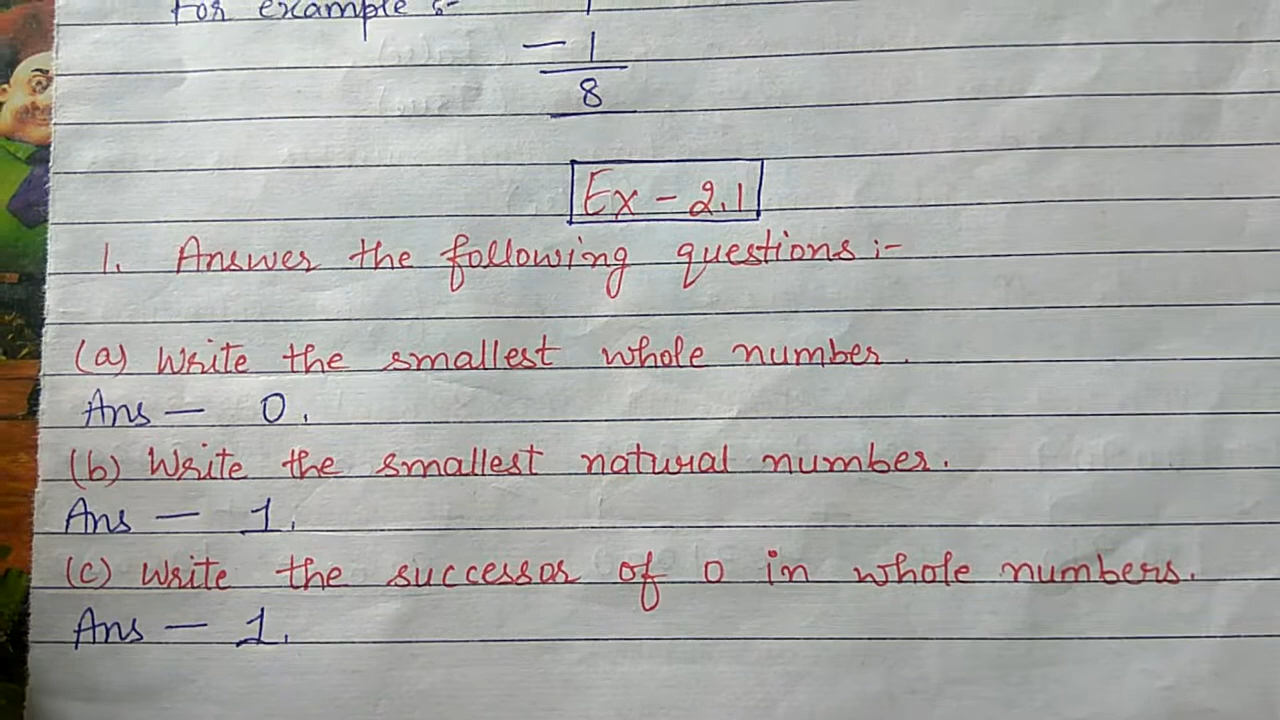 For example :-
- 1
8
Ex - 2.1
1. Answer the following questions :-
(a) Write the smallest whole number.
Ans - 0.
(b) Write the smallest natural number.
Ans - 1.
(c) Write the successor of 0 in whole numbers.
Ans - 1.